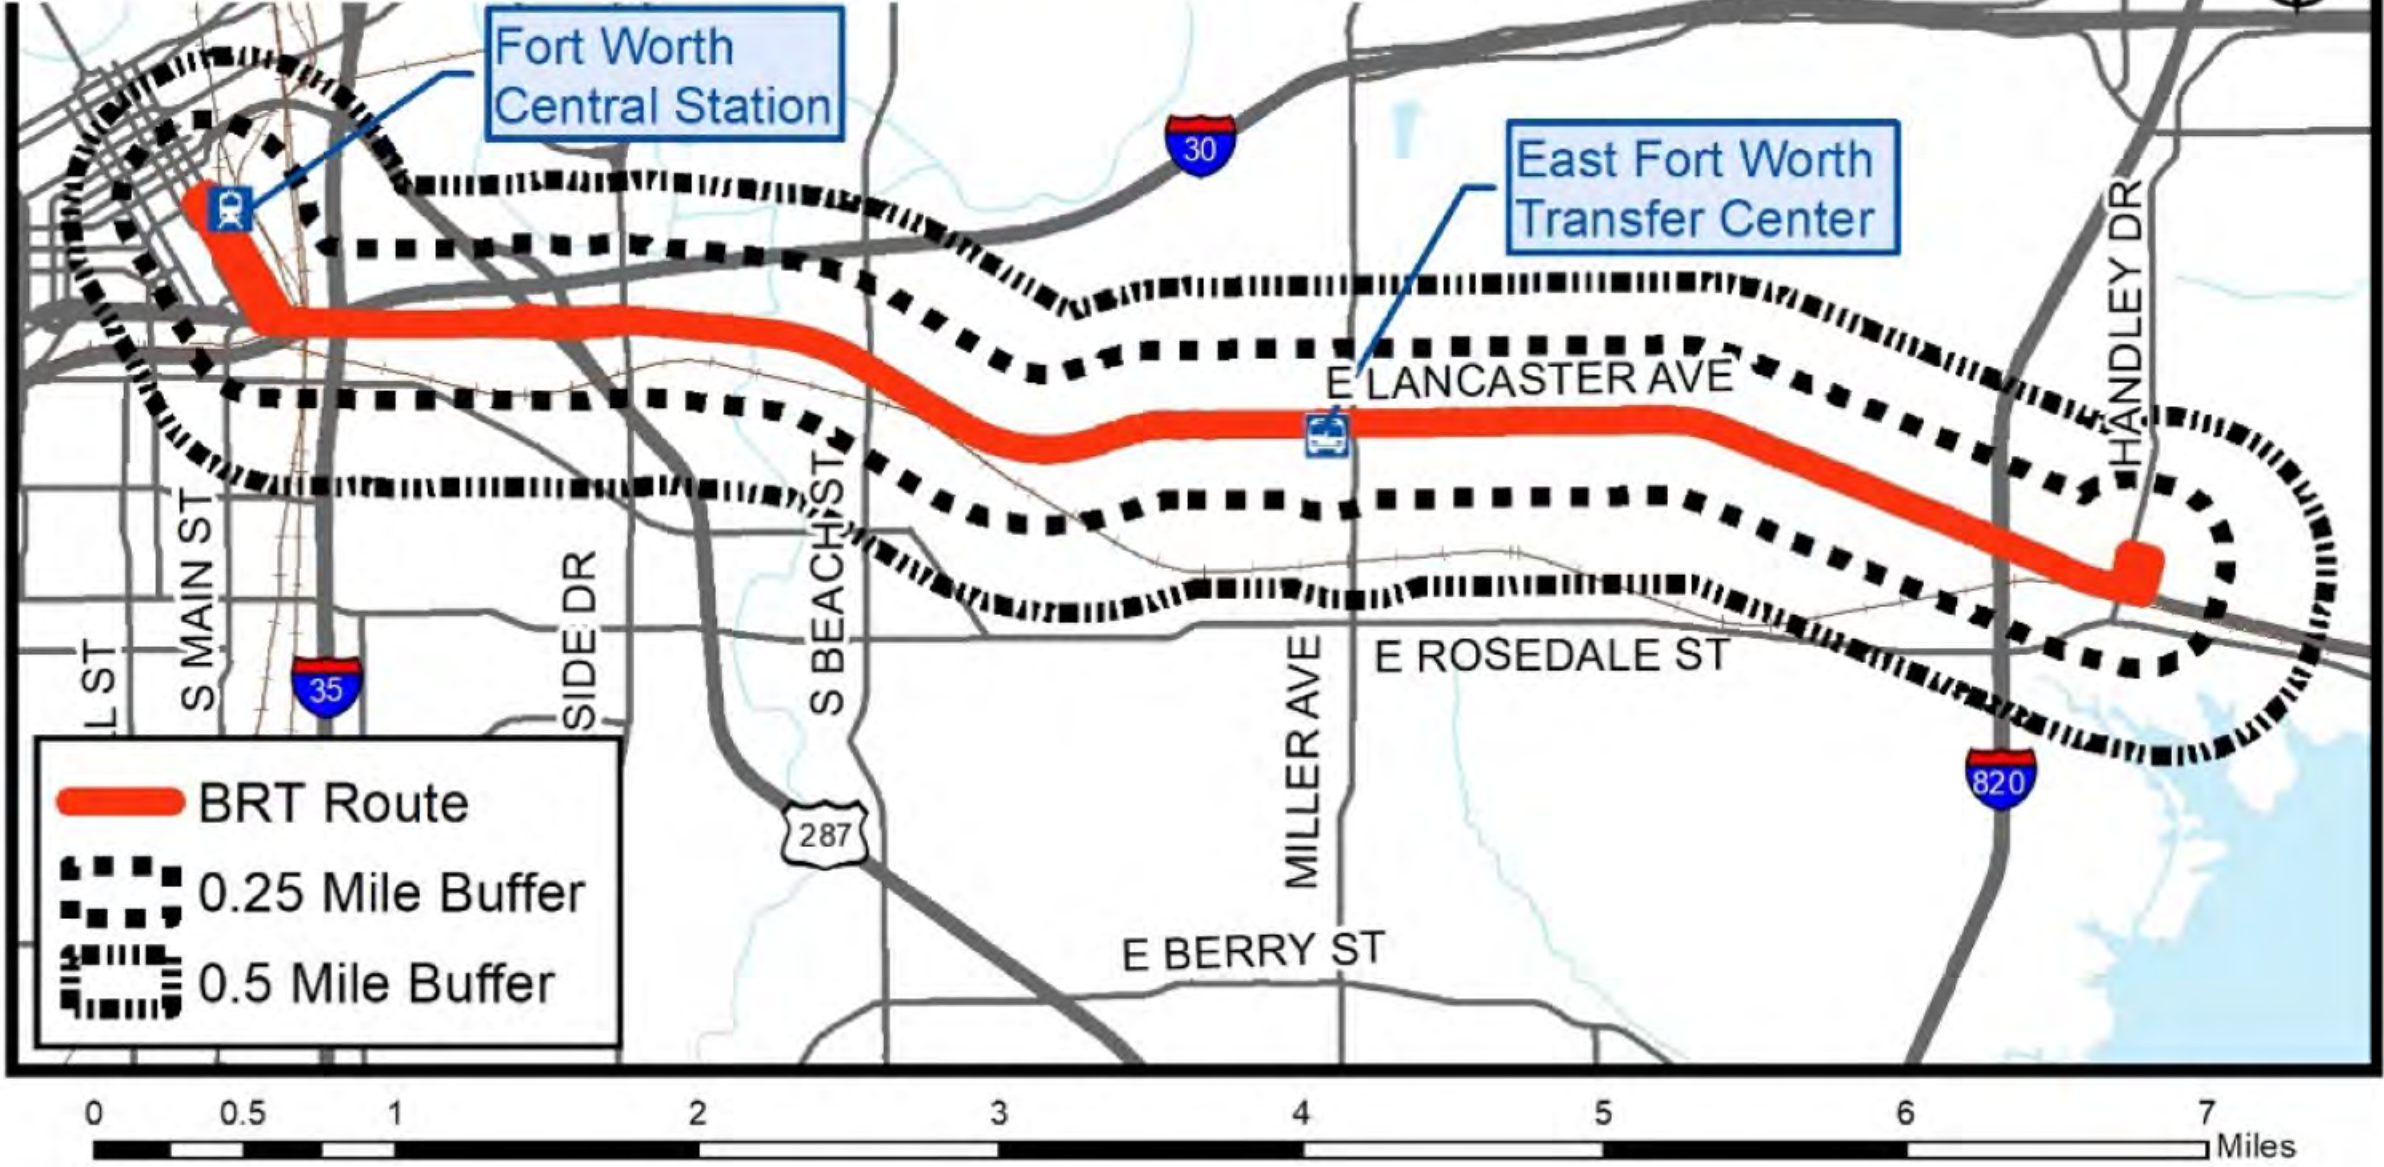 Fort Worth
Central Station
30
East Fort Worth
Transfer Center
HANDLEY DR
E LANCASTER AVE
S BEACH ST
S MAIN ST
SIDE DR
L ST
35
E ROSEDALE ST
MILLER AVE
820
287
E BERRY ST
BRT Route
0.25 Mile Buffer
0.5 Mile Buffer
0 0.5 1 2 3 4 5 6 7
Miles